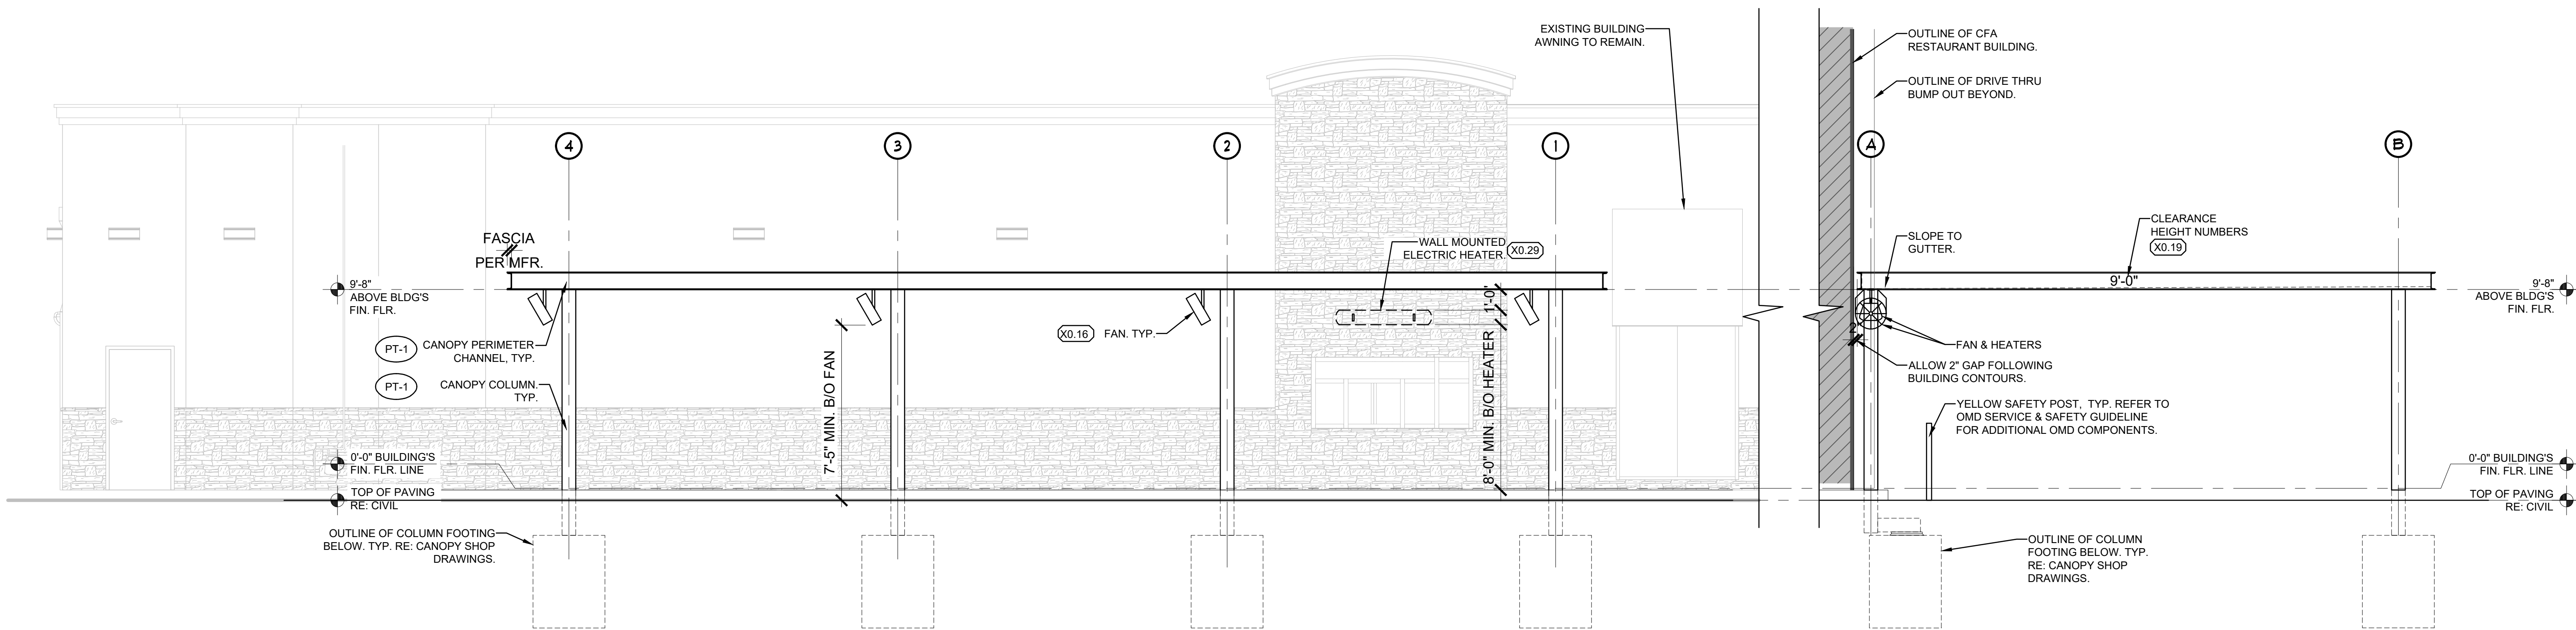 EXISTING BUILDING
AWNING TO REMAIN.
OUTLINE OF CFA
RESTAURANT BUILDING.
OUTLINE OF DRIVE THRU
BUMP OUT BEYOND.
4
3
2
1
A
B
FASCIA
PER MFR.
WALL MOUNTED
ELECTRIC HEATER.
X0.29
SLOPE TO
GUTTER.
CLEARANCE
HEIGHT NUMBERS
X0.19
9'-0"
9'-8"
ABOVE BLDG'S
FIN. FLR.
9'-8"
ABOVE BLDG'S
FIN. FLR.
1'-0"
X0.16
FAN. TYP.
PT-1
CANOPY PERIMETER
CHANNEL, TYP.
PT-1
CANOPY COLUMN.
TYP.
7'-5" MIN. B/O FAN
8'-0" MIN. B/O HEATER
2"
FAN & HEATERS
ALLOW 2" GAP FOLLOWING
BUILDING CONTOURS.
YELLOW SAFETY POST, TYP. REFER TO
OMD SERVICE & SAFETY GUIDELINE
FOR ADDITIONAL OMD COMPONENTS.
0'-0" BUILDING'S
FIN. FLR. LINE
TOP OF PAVING
RE: CIVIL
0'-0" BUILDING'S
FIN. FLR. LINE
TOP OF PAVING
RE: CIVIL
OUTLINE OF COLUMN FOOTING
BELOW. TYP. RE: CANOPY SHOP
DRAWINGS.
OUTLINE OF COLUMN
FOOTING BELOW. TYP.
RE: CANOPY SHOP
DRAWINGS.